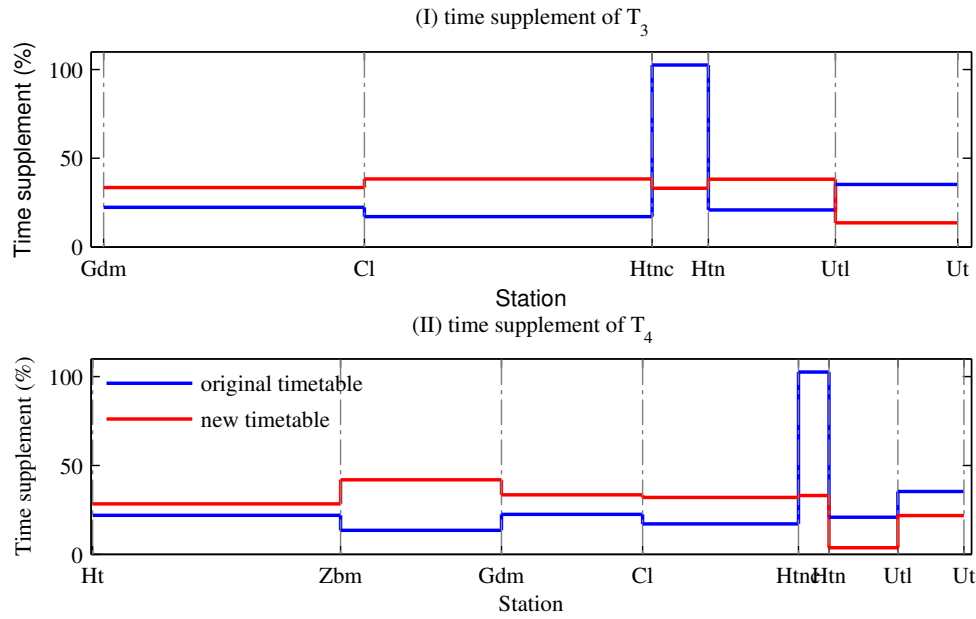 (I) time supplement of T3
Time supplement (%)
100
50
0
Gdm Cl Htnc Htn Utl Ut
Station
(II) time supplement of T4
Time supplement (%)
100
50
0
original timetable
new timetable
Ht Zbm Gdm Cl Htnc Htn Utl Ut
Station